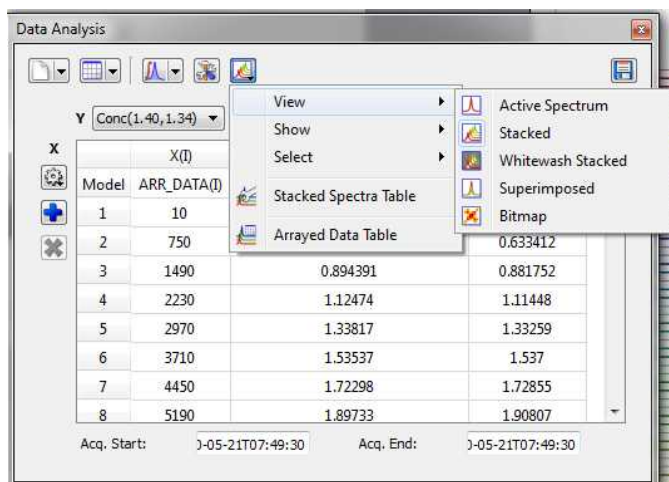 Data Analysis
Y Conc(1.40,1.34)
View
Show
Select
Stacked Spectra Table
Arrayed Data Table
Active Spectrum
Stacked
Whitewash Stacked
Superimposed
Bitmap
X
X(I)
Model ARR_DATA(I)
1 10
2 750 0.633412
3 1490 0.894391 0.881752
4 2230 1.12474 1.11448
5 2970 1.33817 1.33259
6 3710 1.53537 1.537
7 4450 1.72298 1.72855
8 5190 1.89733 1.90807
Acq. Start: 0-05-21T07:49:30 Acq. End: 0-05-21T07:49:30